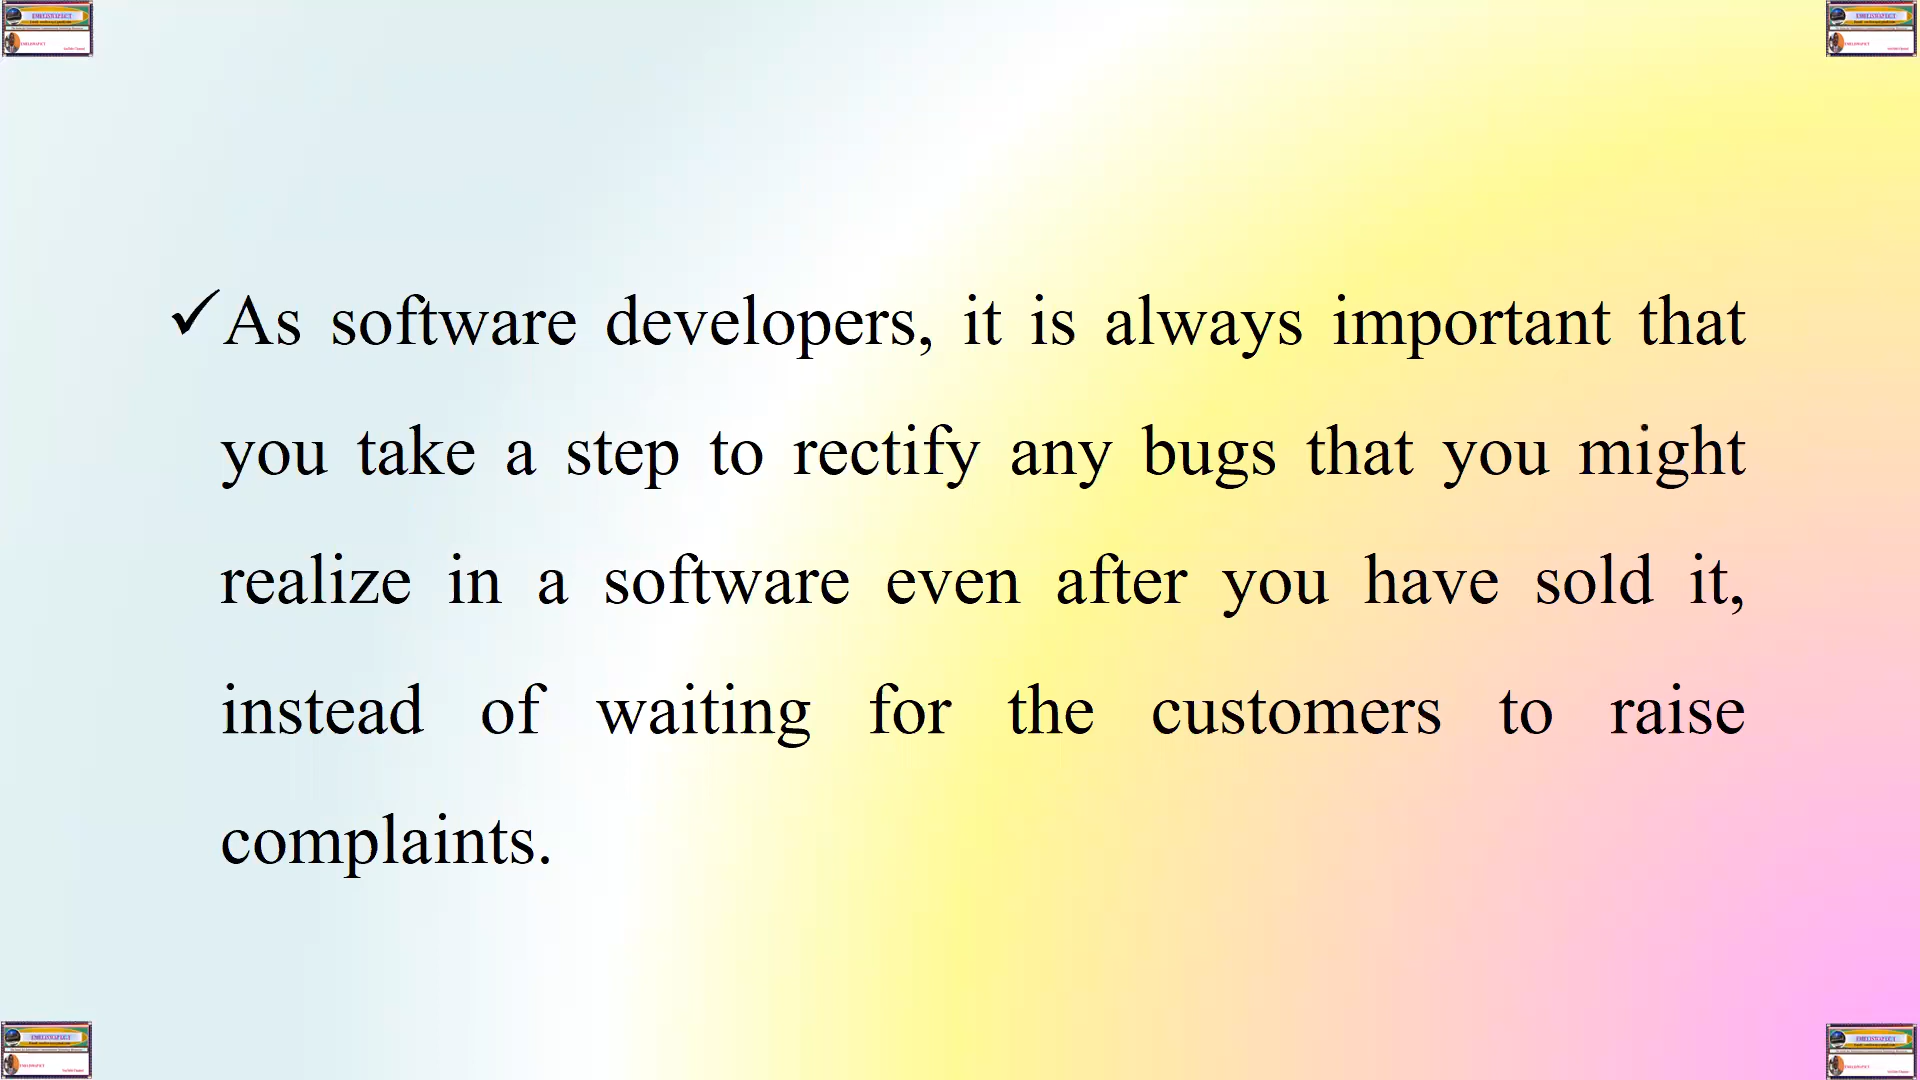 ✓As software developers, it is always important that
you take a step to rectify any bugs that you might
realize in a software even after you have sold it,
instead of waiting for the customers to raise
complaints.